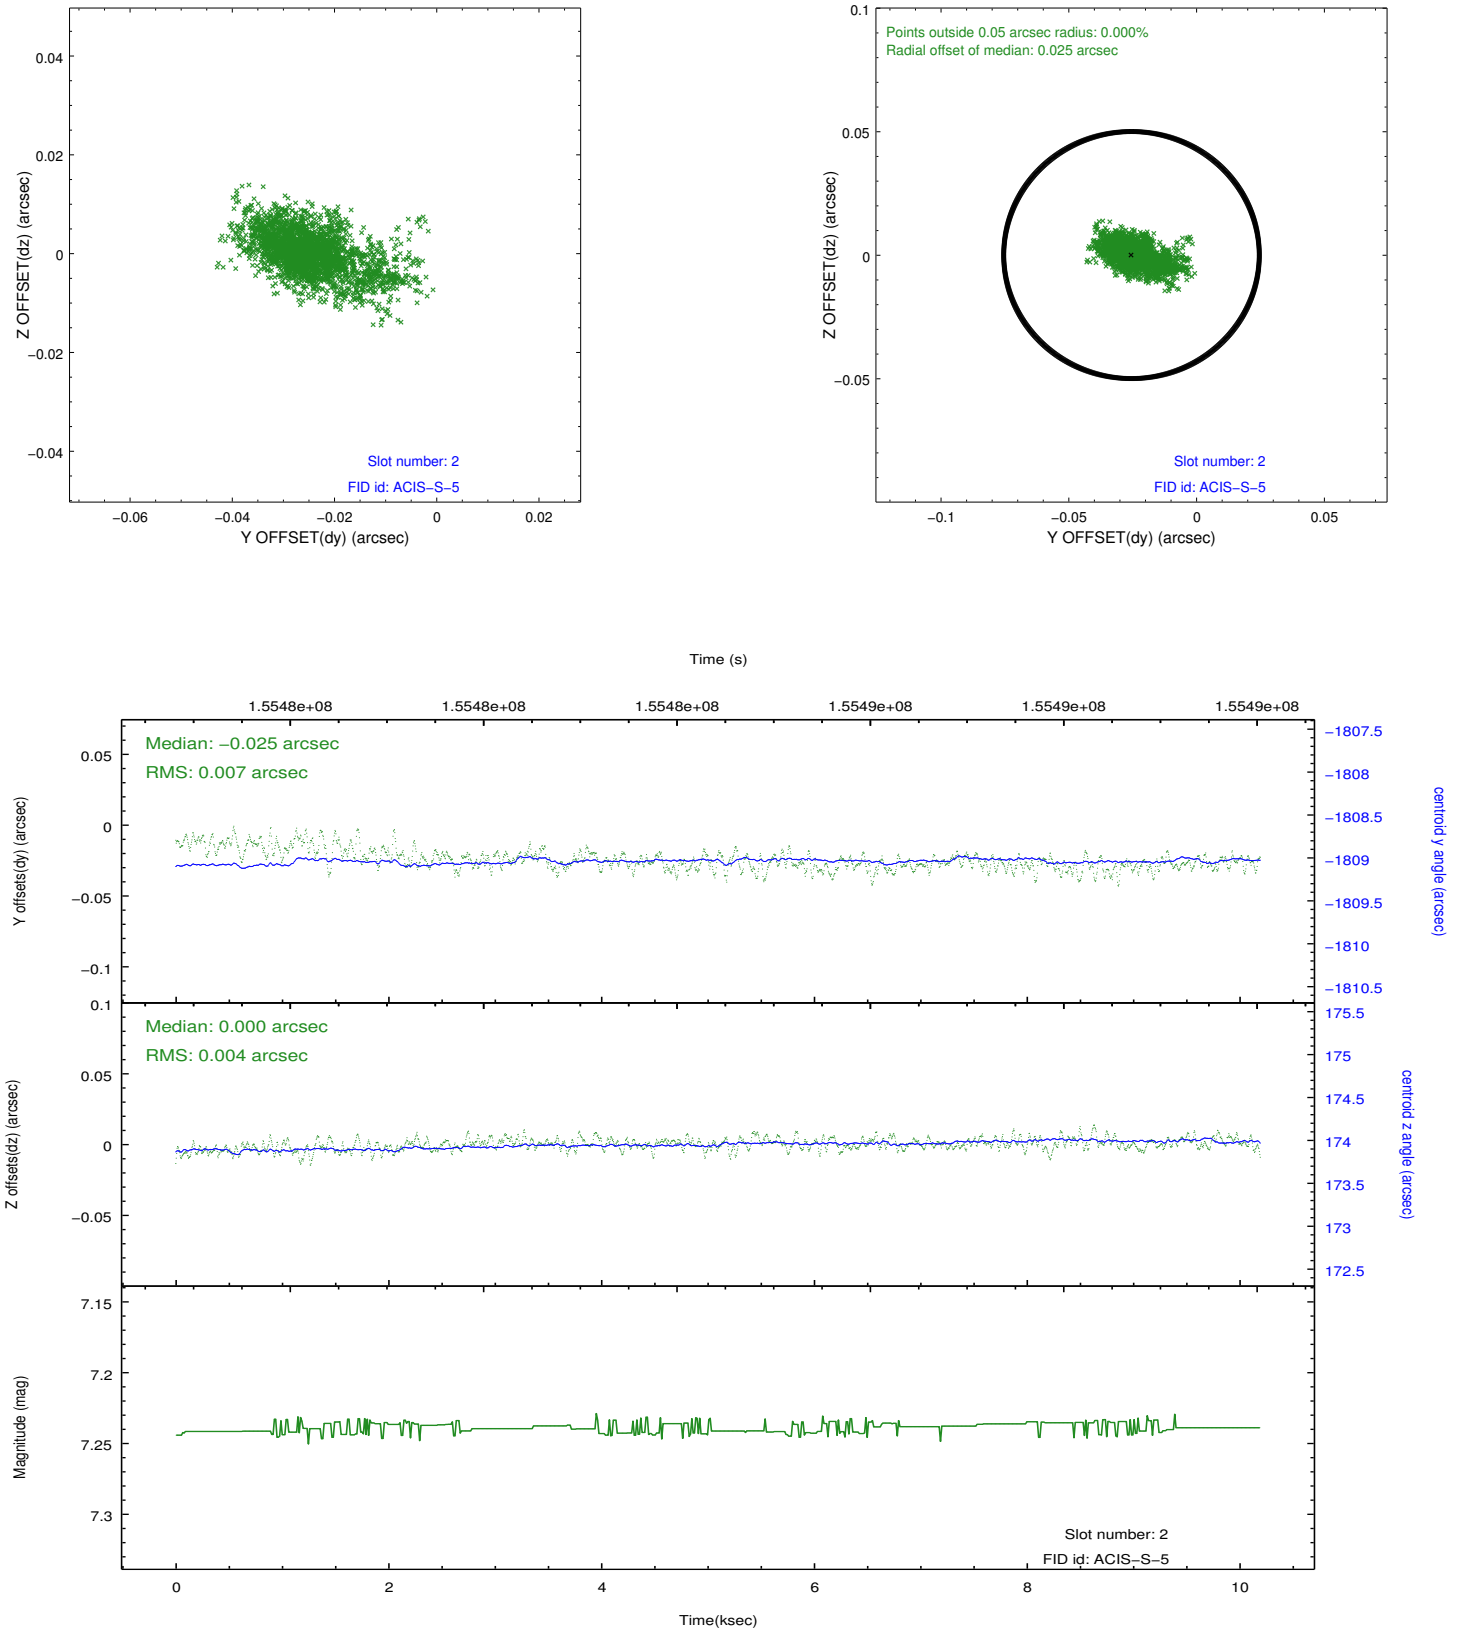 0.04
0.02
0
−0.02
−0.04
Z OFFSET(dz) (arcsec)
Slot number: 2
FID id: ACIS−S−5
−0.06
−0.04
−0.02
0
0.02
Y OFFSET(dy) (arcsec)
0.1
0.05
0
−0.05
Z OFFSET(dz) (arcsec)
Points outside 0.05 arcsec radius: 0.000%
Radial offset of median: 0.025 arcsec
Slot number: 2
FID id: ACIS−S−5
−0.1
−0.05
0
0.05
Y OFFSET(dy) (arcsec)
Time (s)
1.5548e+08
1.5548e+08
1.5548e+08
1.5549e+08
1.5549e+08
1.5549e+08
Median: −0.025 arcsec
RMS: 0.007 arcsec
0.05
0
−0.05
−0.1
Y offsets(dy) (arcsec)
−1807.5
−1808
−1808.5
−1809
−1809.5
−1810
−1810.5
centroid y angle (arcsec)
Median: 0.000 arcsec
RMS: 0.004 arcsec
0.1
0.05
0
−0.05
Z offsets(dz) (arcsec)
175.5
175
174.5
174
173.5
173
172.5
centroid z angle (arcsec)
7.15
7.2
7.25
7.3
Magnitude (mag)
Slot number: 2
FID id: ACIS−S−5
0
2
4
6
8
10
Time(ksec)